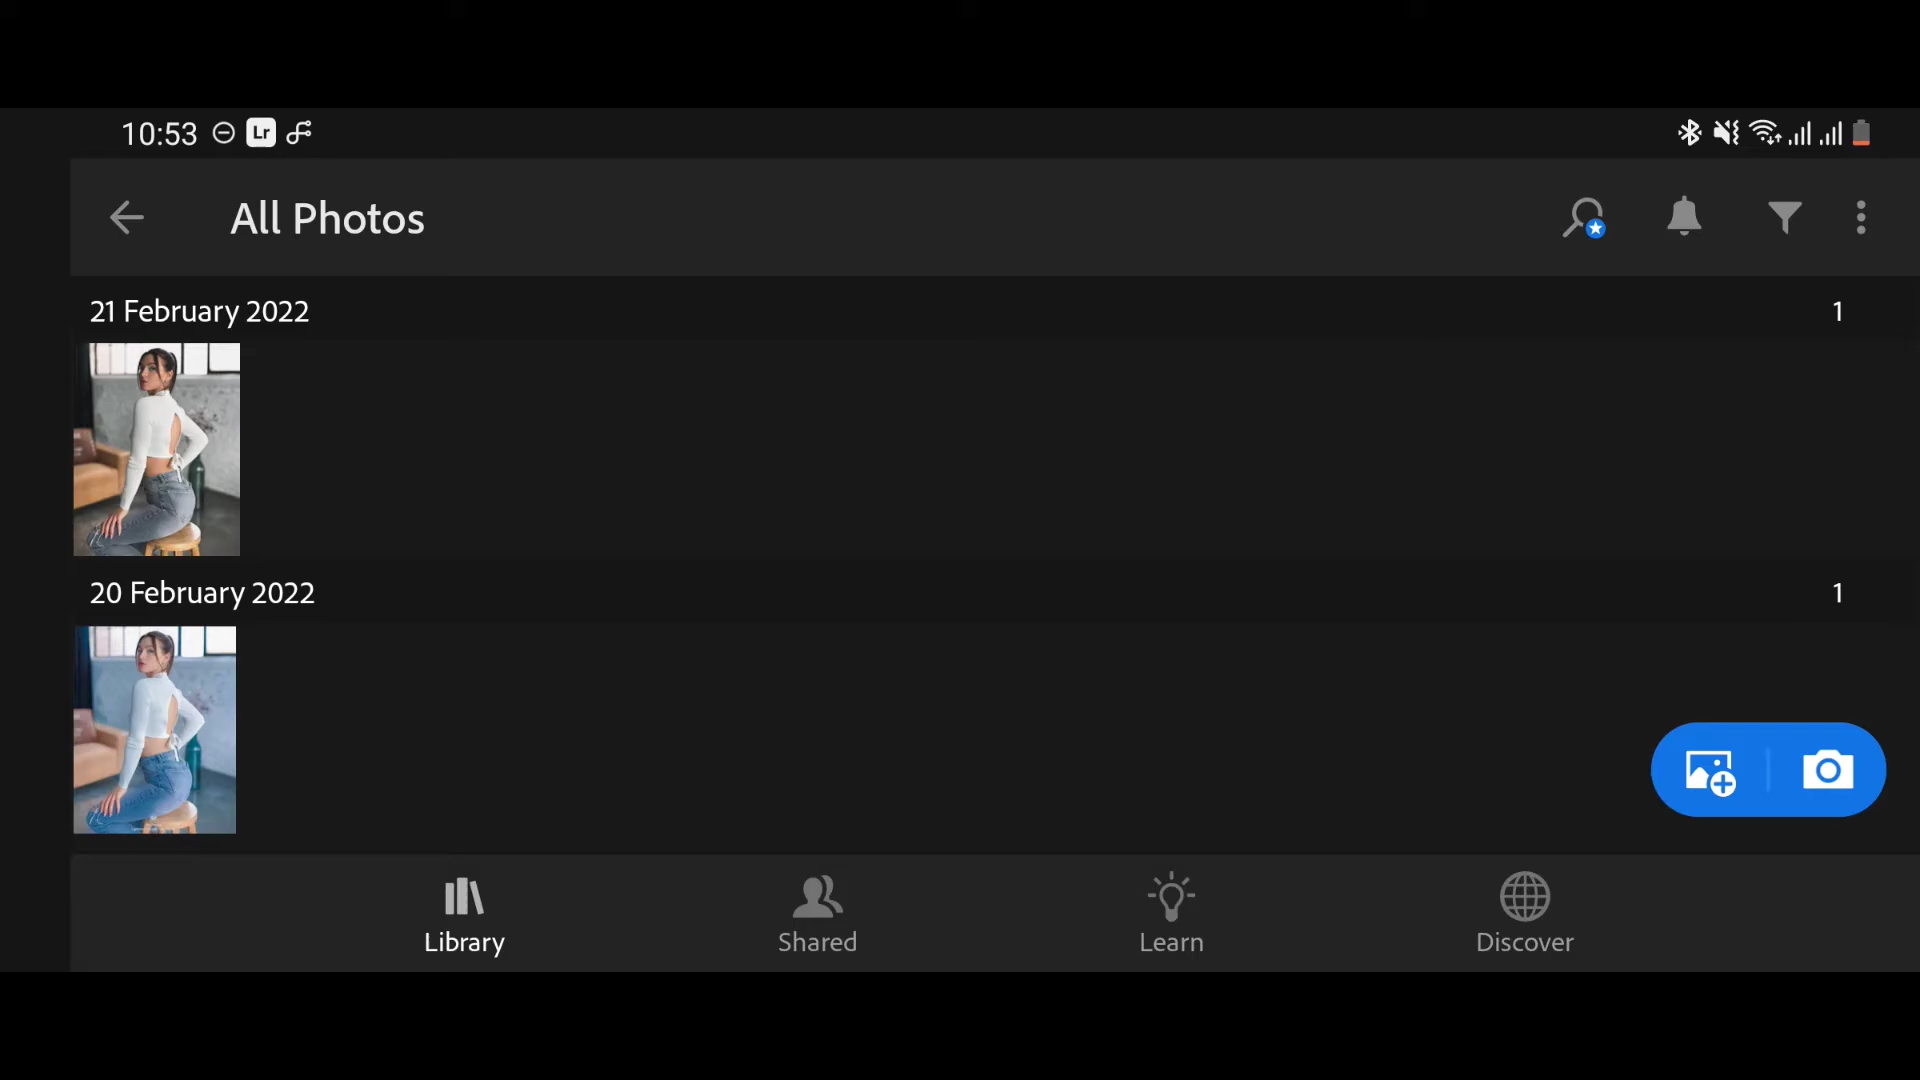 10:53 Lr
All Photos
21 February 2022 1
20 February 2022 1
Library Shared Learn Discover